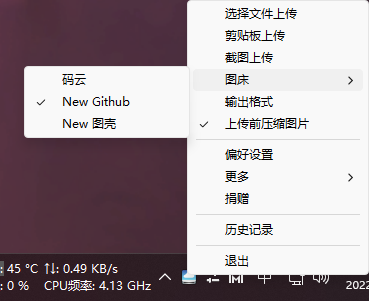 选择文件上传
剪贴板上传
截图上传
图床
码云
New Github
New 图壳
输出格式
上传前压缩图片
偏好设置
更多
捐赠
历史记录
退出
45 °C ↑↓: 0.49 KB/s
0 % CPU频率: 4.13 GHz
中
2022